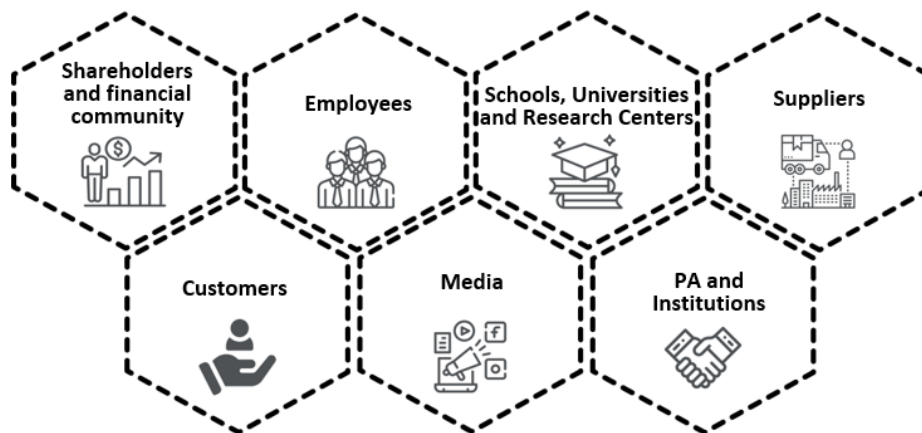 Shareholders
and financial
community
Employees
Schools, Universities
and Research Centers
Suppliers
Customers
Media
PA and
Institutions